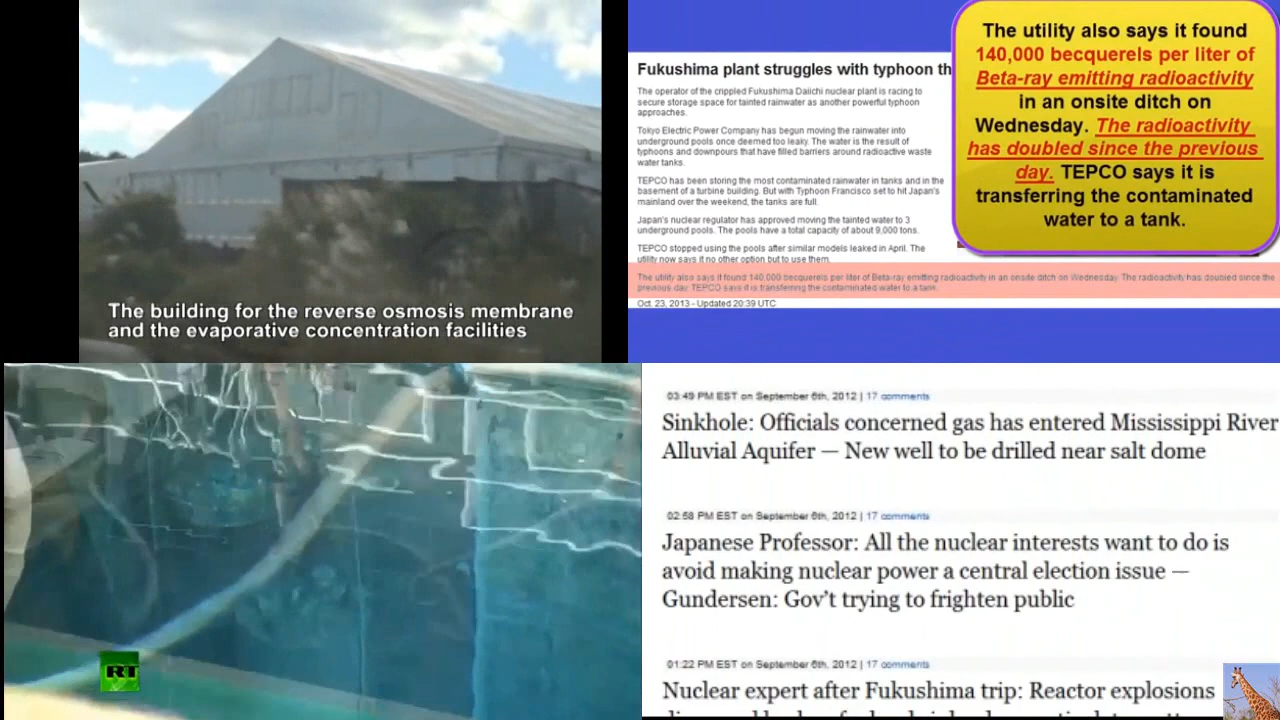 The building for the reverse osmosis membrane
and the evaporative concentration facilities
Fukushima plant struggles with typhoon th
The operator of the crippled Fukushima Daiichi nuclear plant is racing to
secure storage space for tainted rainwater as another powerful typhoon
approaches.
Tokyo Electric Power Company has begun moving the rainwater into
underground pools once deemed too leaky. The water is the result of
typhoons and downpours that have filled barriers around radioactive waste
water tanks.
TEPCO has been storing the most contaminated rainwater in tanks and in the
basement of a turbine building. But with Typhoon Francisco set to hit Japan's
mainland over the weekend, the tanks are full.
Japan's nuclear regulator has approved moving the tainted water to 3
underground pools. The pools have a total capacity of about 9,000 tons.
TEPCO stopped using the pools after similar models leaked in April. The
utility now says it no other option but to use them.
The utility also says it found 140,000 becquerels per liter of Beta-ray emitting radioactivity in an onsite ditch on Wednesday. The radioactivity has doubled since the
previous day. TEPCO says it is transferring the contaminated water to a tank.
Oct. 23, 2013 - Updated 20:39 UTC
The utility also says it found
140,000 becquerels per liter of
Beta-ray emitting radioactivity
in an onsite ditch on
Wednesday. The radioactivity
has doubled since the previous
day. TEPCO says it is
transferring the contaminated
water to a tank.
RT
03:49 PM EST on September 6th, 2012 | 17 comments
Sinkhole: Officials concerned gas has entered Mississippi River
Alluvial Aquifer — New well to be drilled near salt dome
02:58 PM EST on September 6th, 2012 | 17 comments
Japanese Professor: All the nuclear interests want to do is
avoid making nuclear power a central election issue —
Gundersen: Gov't trying to frighten public
01:22 PM EST on September 6th, 2012 | 17 comments
Nuclear expert after Fukushima trip: Reactor explosions